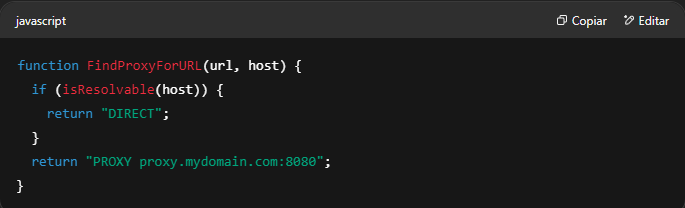 javascript
Copiar
Editar
function FindProxyForURL(url, host) {
  if (isResolvable(host)) {
    return "DIRECT";
  }
  return "PROXY proxy.mydomain.com:8080";
}